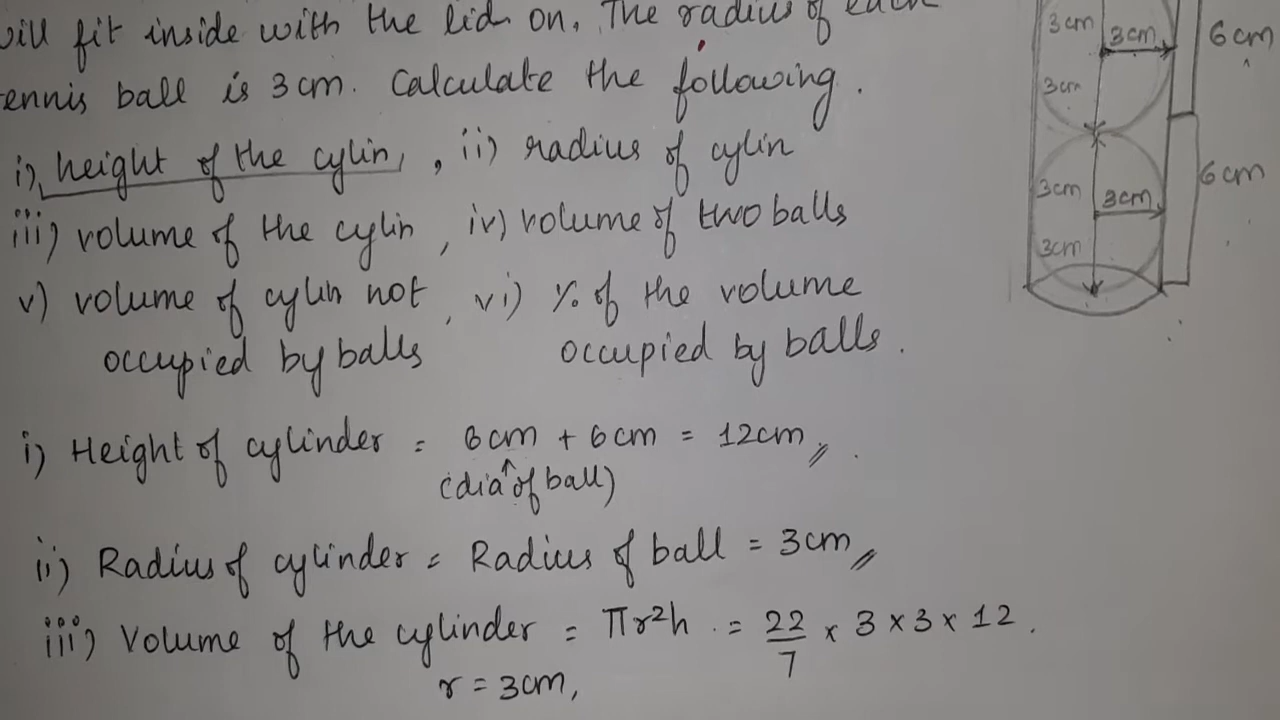 will fit inside with the lid on. The radius of each
tennis ball is 3cm. Calculate the following.
i) height of the cylin, , ii) radius of cylin
iii) volume of the cylin , iv) volume of two balls
v) volume of cylin not , vi) % of the volume
occupied by balls occupied by balls.
i) Height of cylinder = 6cm + 6cm = 12cm
(dia of ball)
ii) Radius of cylinder = Radius of ball = 3cm
iii) Volume of the cylinder = πr²h = 22/7 x 3 x 3 x 12.
r = 3cm,
3cm 3cm 6cm
3cm
3cm 3cm 6cm
3cm